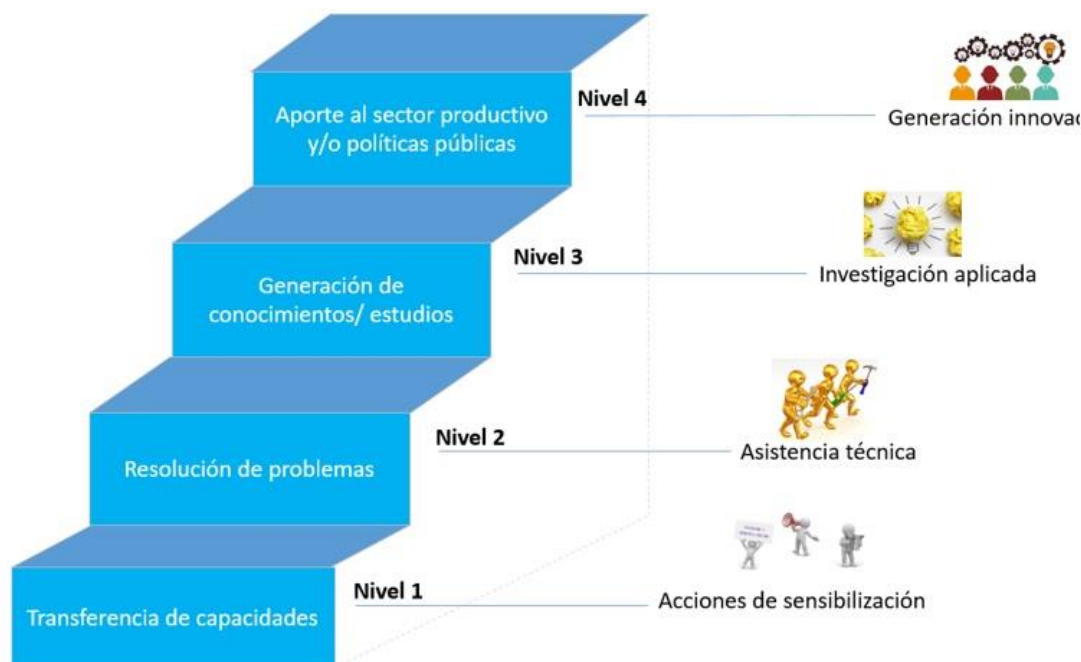 Aporte al sector productivo
y/o políticas públicas
Nivel 4
Generación innovac
Generación de
conocimientos/ estudios
Nivel 3
Investigación aplicada
Resolución de problemas
Nivel 2
Asistencia técnica
Transferencia de capacidades
Nivel 1
Acciones de sensibilización